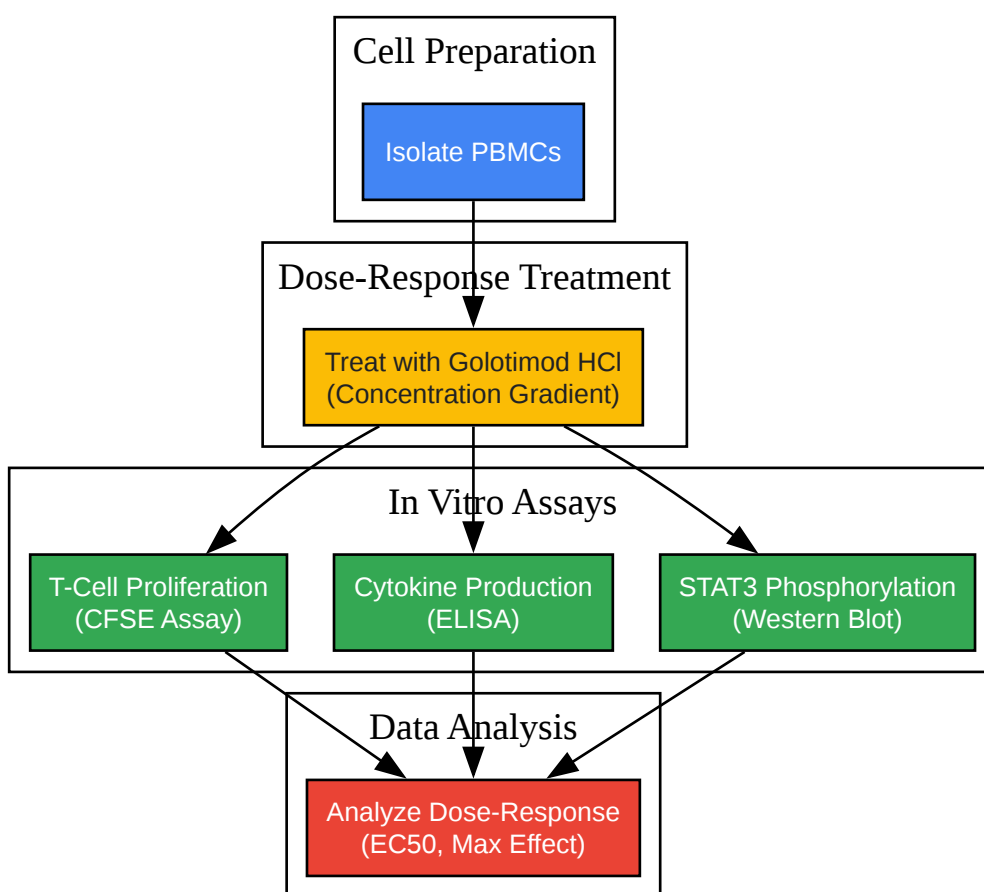 Cell Preparation
Isolate PBMCs
Dose-Response Treatment
Treat with Golotimod HCl
(Concentration Gradient)
In Vitro Assays
T-Cell Proliferation
(CFSE Assay)
Cytokine Production
(ELISA)
STAT3 Phosphorylation
(Western Blot)
Data Analysis
Analyze Dose-Response
(EC50, Max Effect)